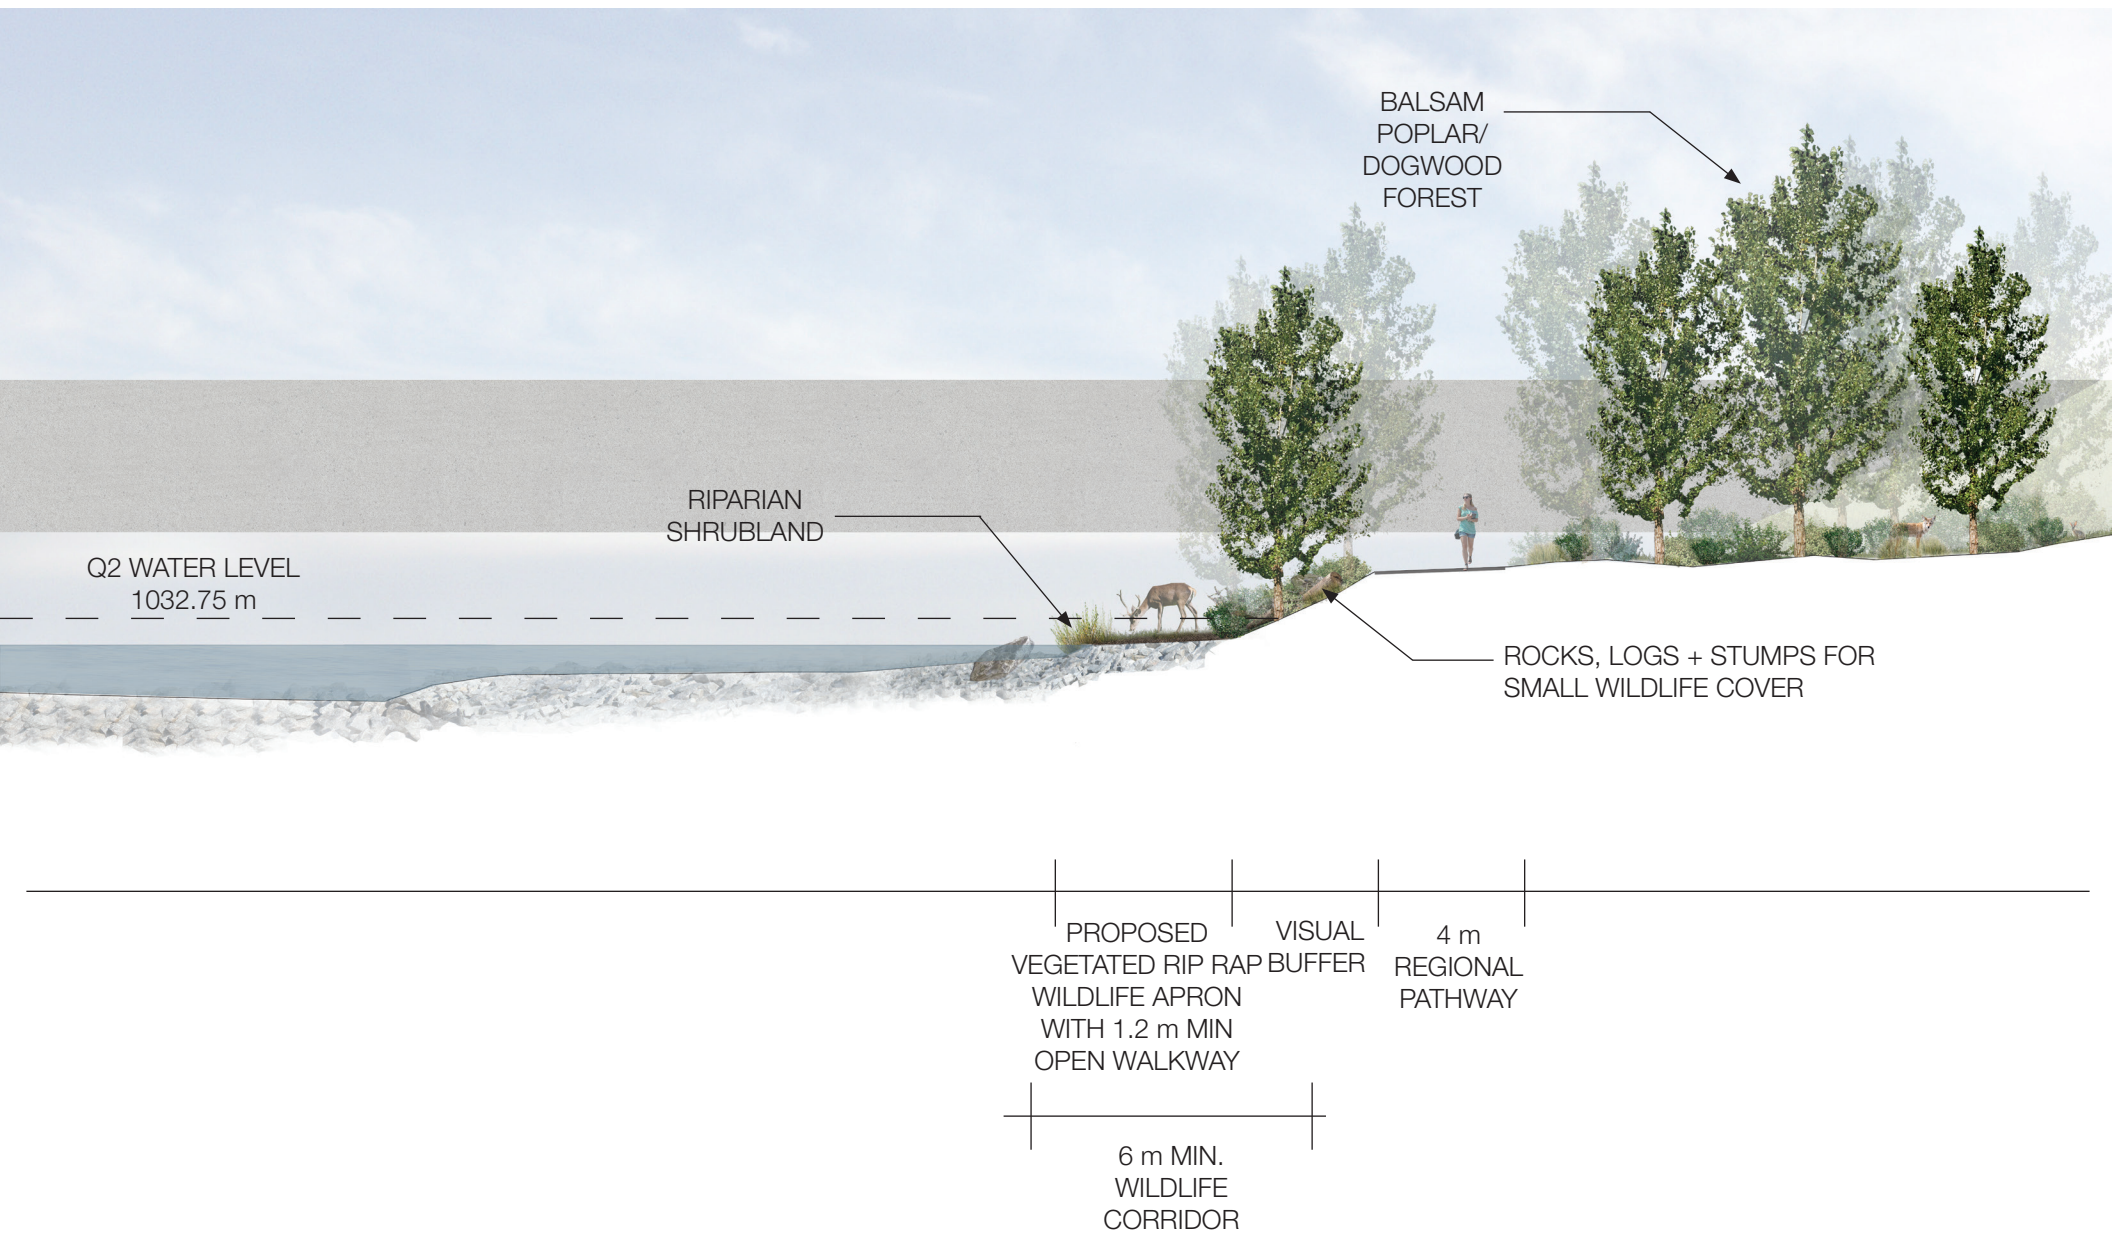 BALSAM
POPLAR/
DOGWOOD
FOREST
RIPARIAN
SHRUBLAND
Q2 WATER LEVEL
1032.75 m
ROCKS, LOGS + STUMPS FOR
SMALL WILDLIFE COVER
PROPOSED
VEGETATED RIP RAP
WILDLIFE APRON
WITH 1.2 m MIN
OPEN WALKWAY
VISUAL
BUFFER
4 m
REGIONAL
PATHWAY
6 m MIN.
WILDLIFE
CORRIDOR